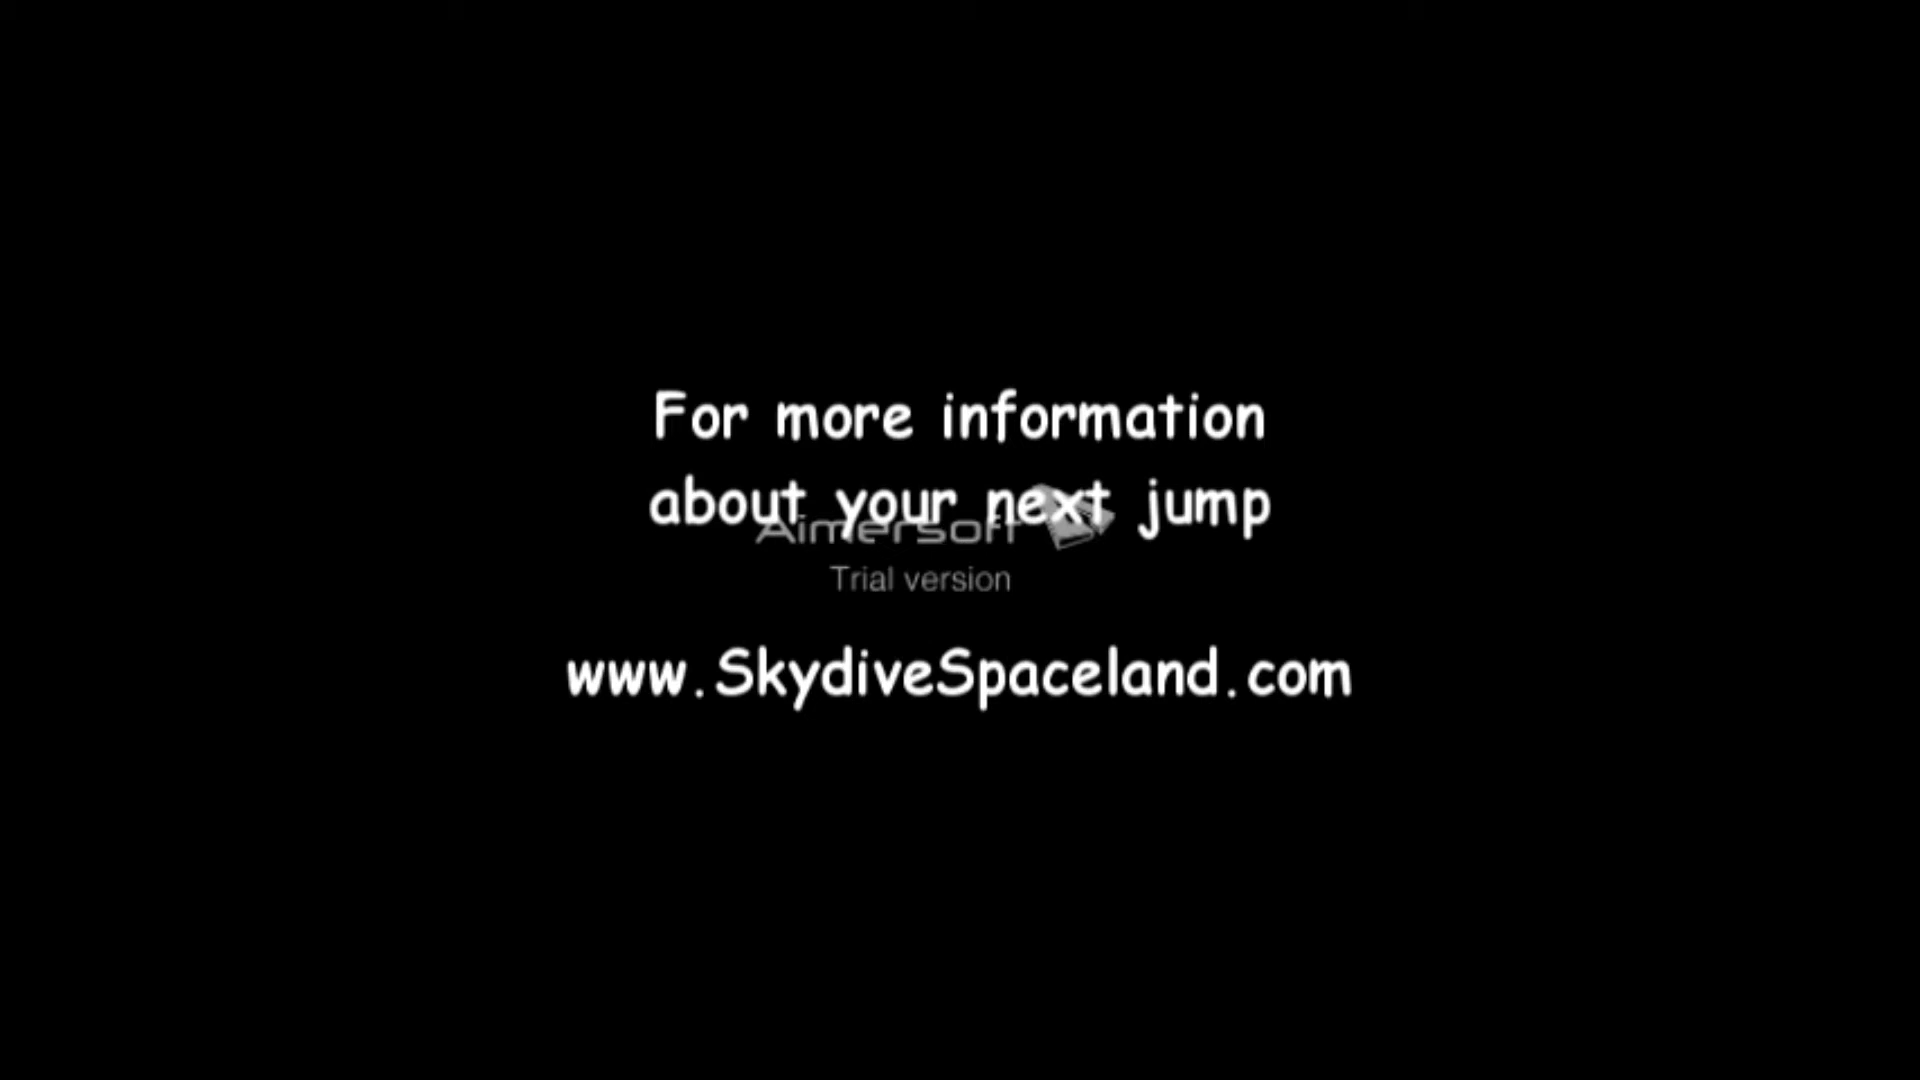 For more information
about your next jump
Aimersoft
Trial version
www.SkydiveSpaceland.com